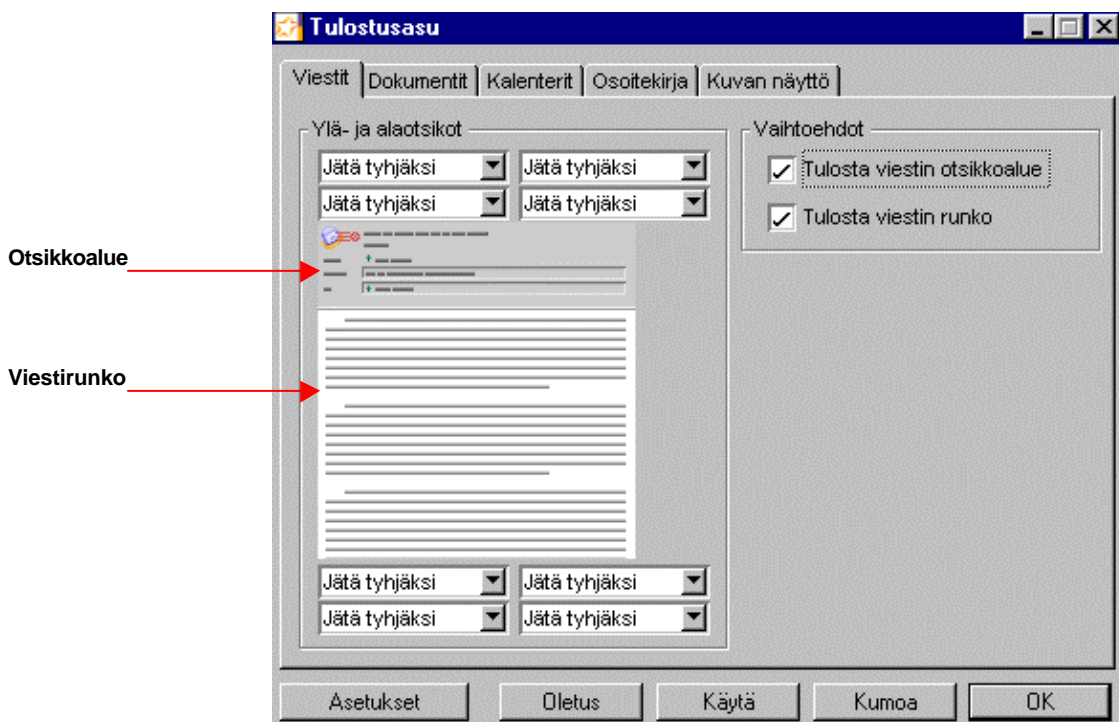 Tulostusasu
Viestit Dokumentit Kalenterit Osoitekirja Kuvan näyttö
Ylä- ja alaotsikot
Vaihtoehdot
Jätä tyhjäksi Jätä tyhjäksi
Tulosta viestin otsikkoalue
Jätä tyhjäksi Jätä tyhjäksi
Tulosta viestin runko
Otsikkoalue
Viestirunko
Jätä tyhjäksi Jätä tyhjäksi
Jätä tyhjäksi Jätä tyhjäksi
Asetukset Oletus Käytä Kumoa OK